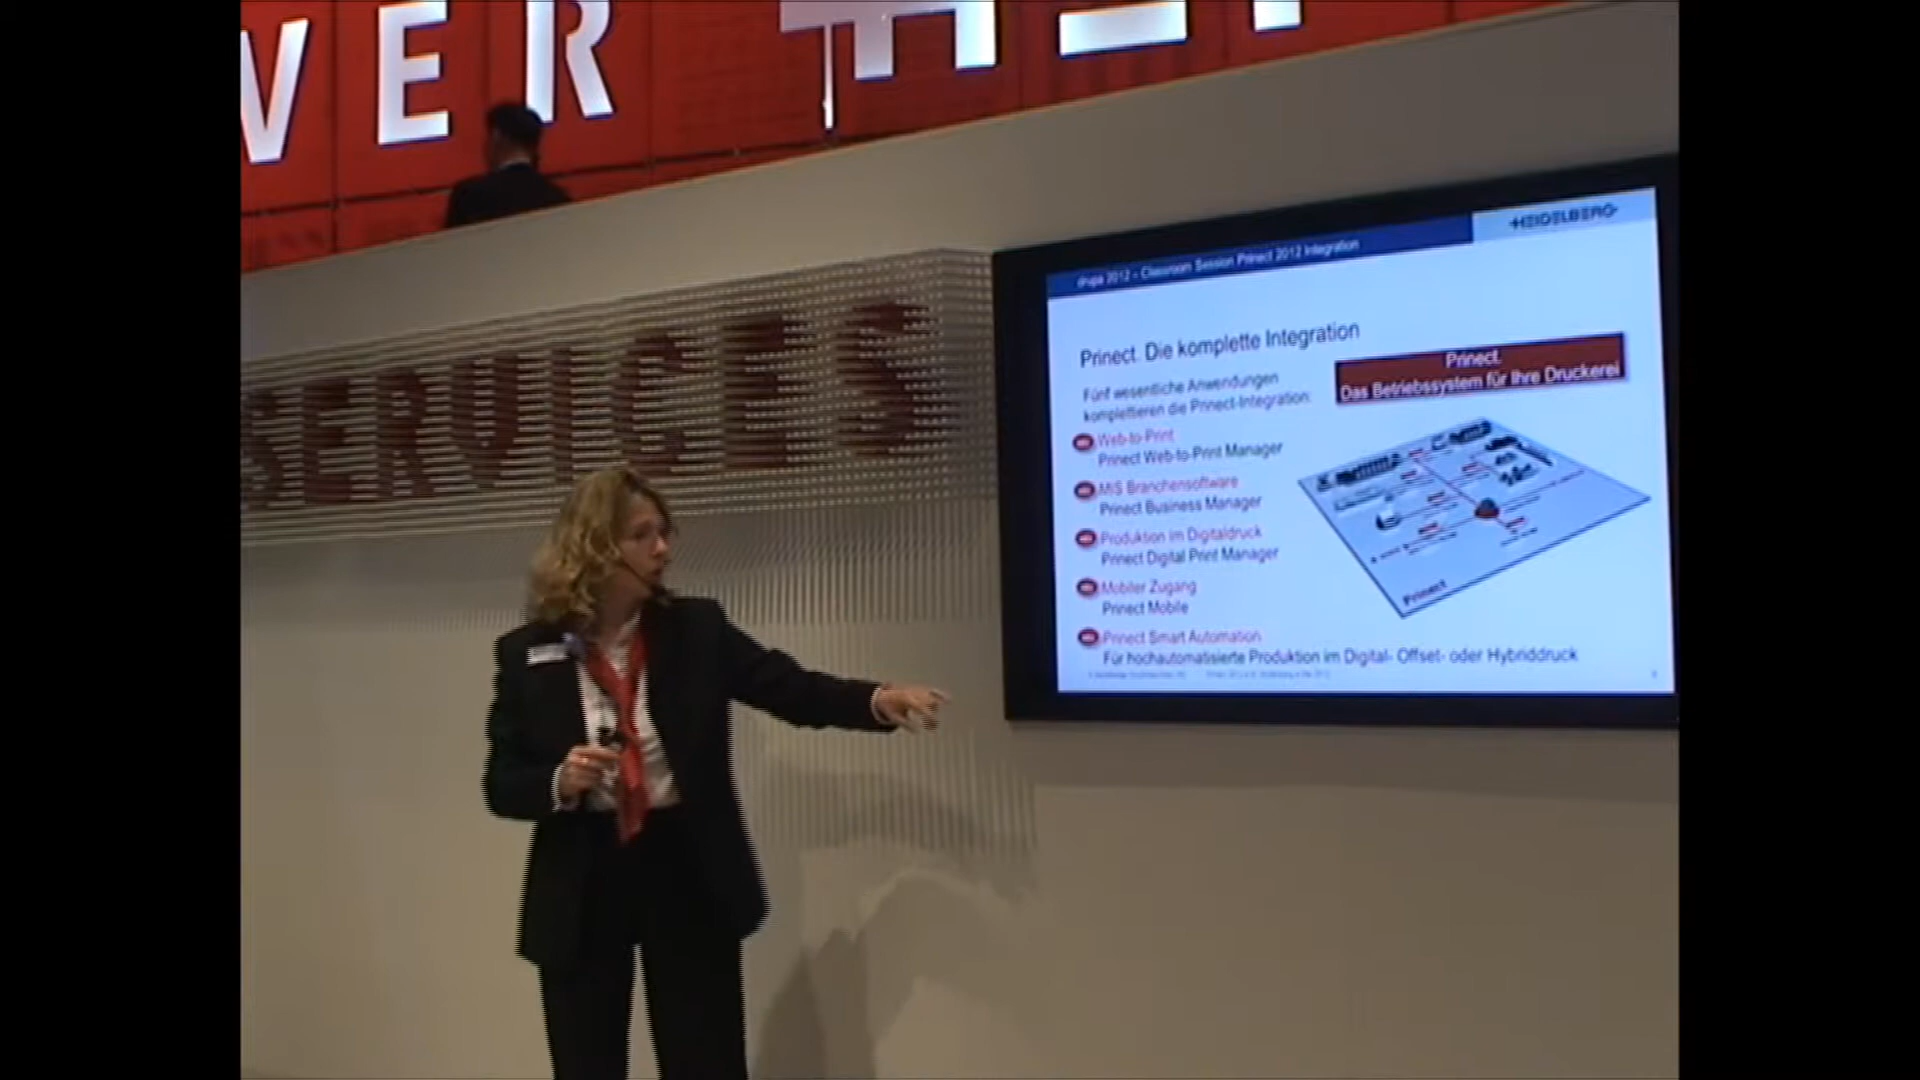 VER
SERVICES
HEIDELBERG
drupa 2012 – Classroom Session Prinect 2012 Integration
Prinect. Die komplette Integration
Prinect.
Das Betriebssystem für Ihre Druckerei
Fünf wesentliche Anwendungen
komplettieren die Prinect-Integration:
Web-to-Print
Prinect Web-to-Print Manager
MIS Branchensoftware
Prinect Business Manager
Produktion im Digitaldruck
Prinect Digital Print Manager
Mobiler Zugang
Prinect Mobile
Prinect Smart Automation
Für hochautomatisierte Produktion im Digital- Offset- oder Hybriddruck
Prinect